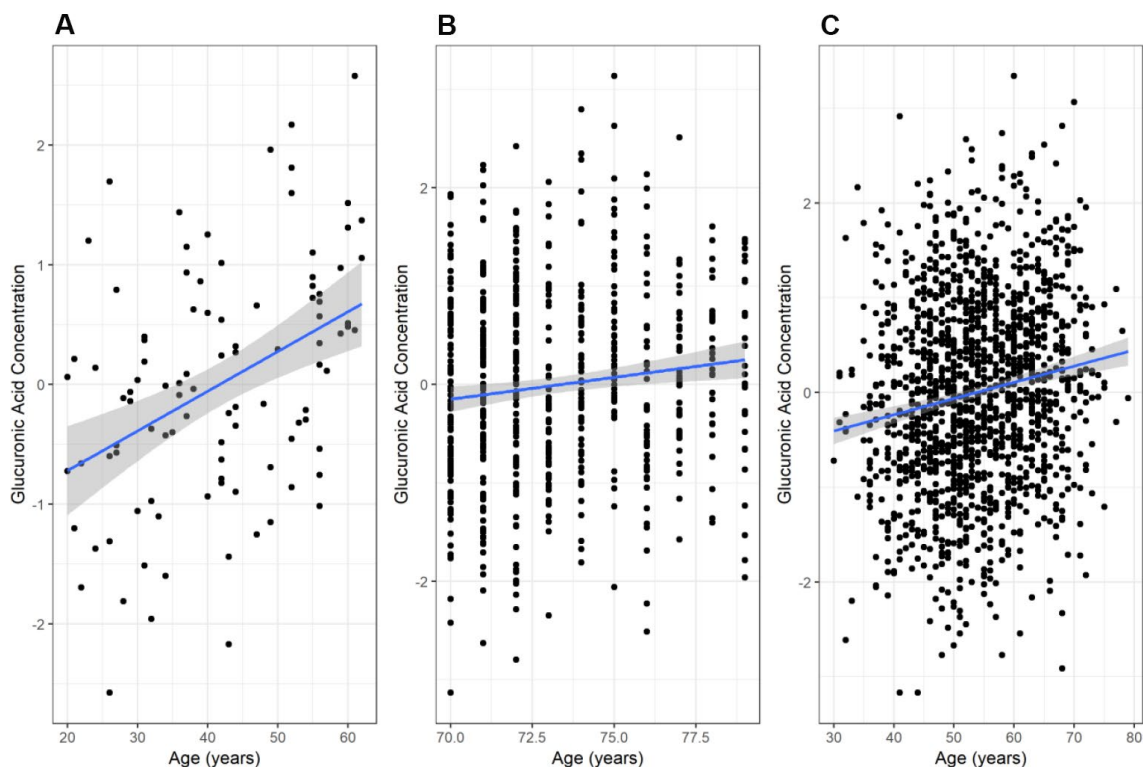 A
B
C
Glucuronic Acid Concentration
2
1
0
-1
-2
20
30
40
50
60
Age (years)
Glucuronic Acid Concentration
2
0
-2
70.0
72.5
75.0
77.5
Age (years)
Glucuronic Acid Concentration
2
0
-2
30
40
50
60
70
80
Age (years)